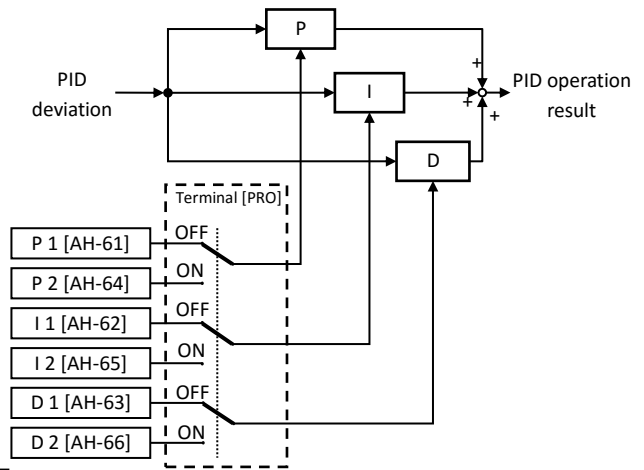 P
PID
deviation
I
PID operation
result
D
+
+
+
Terminal [PRO]
P 1 [AH-61]
OFF
P 2 [AH-64]
ON
I 1 [AH-62]
OFF
I 2 [AH-65]
ON
D 1 [AH-63]
OFF
D 2 [AH-66]
ON